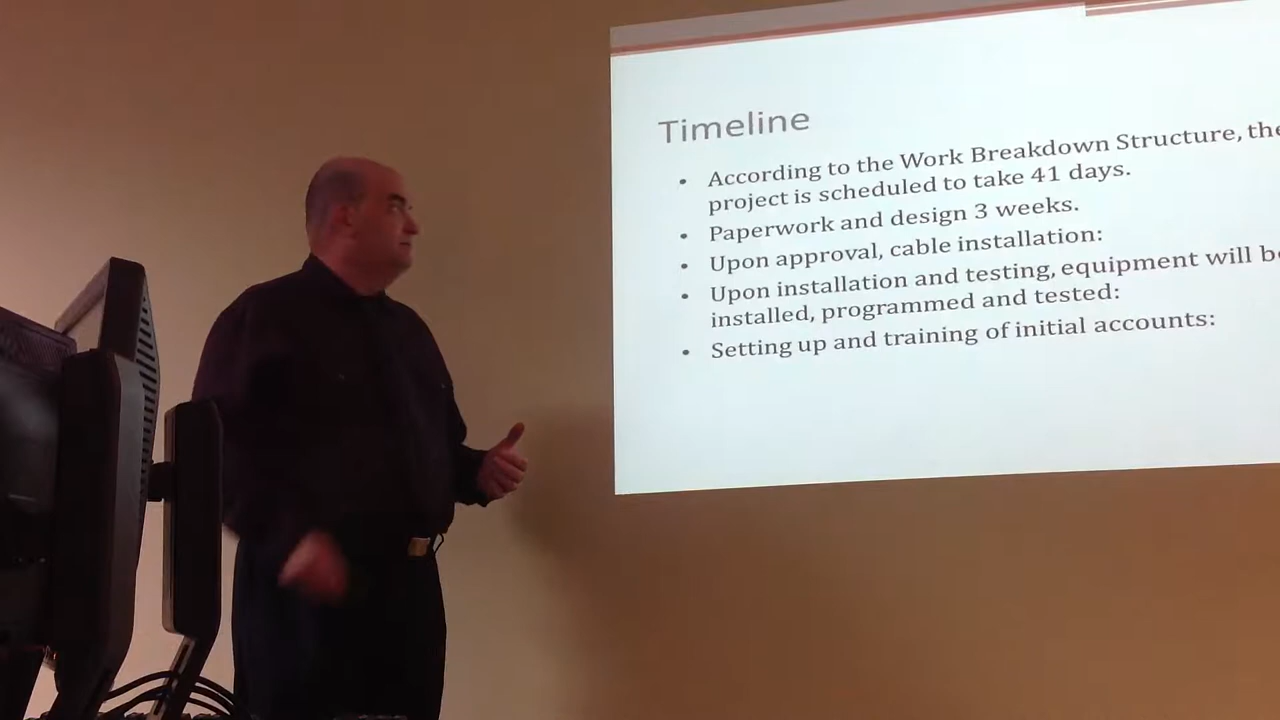 Timeline
• According to the Work Breakdown Structure, the
project is scheduled to take 41 days.
• Paperwork and design 3 weeks.
• Upon approval, cable installation:
• Upon installation and testing, equipment will be
installed, programmed and tested:
• Setting up and training of initial accounts: